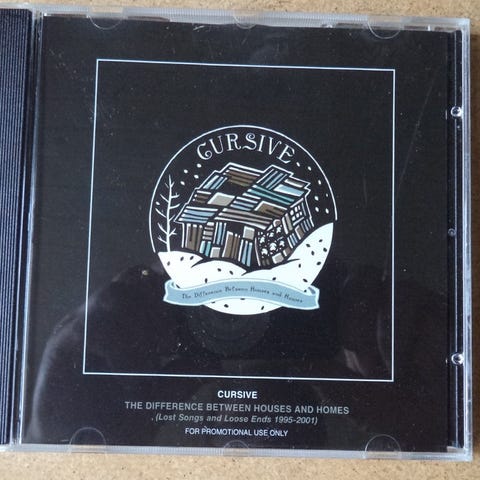 CURSIVE
The Difference Between Houses and Homes
CURSIVE
THE DIFFERENCE BETWEEN HOUSES AND HOMES
(Lost Songs and Loose Ends 1995-2001)
FOR PROMOTIONAL USE ONLY